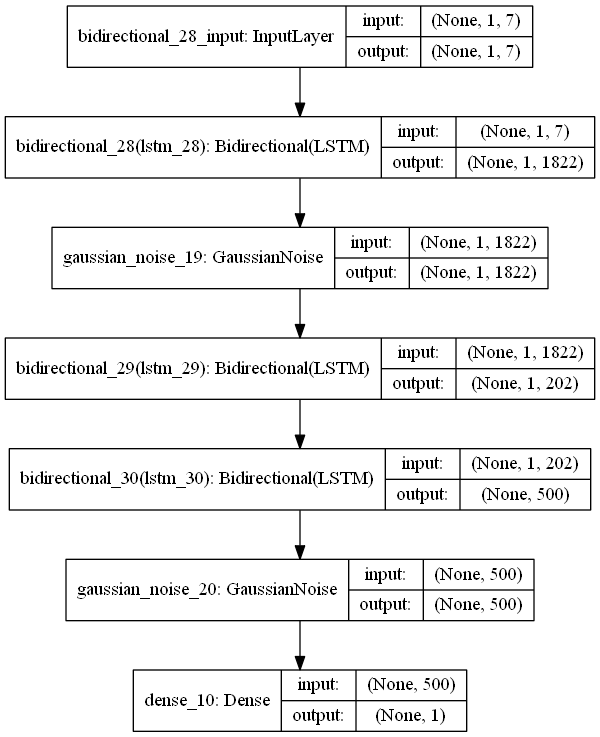 bidirectional_28_input: InputLayer
input: (None, 1, 7)
output: (None, 1, 7)
bidirectional_28(lstm_28): Bidirectional(LSTM)
input: (None, 1, 7)
output: (None, 1, 1822)
gaussian_noise_19: GaussianNoise
input: (None, 1, 1822)
output: (None, 1, 1822)
bidirectional_29(lstm_29): Bidirectional(LSTM)
input: (None, 1, 1822)
output: (None, 1, 202)
bidirectional_30(lstm_30): Bidirectional(LSTM)
input: (None, 1, 202)
output: (None, 500)
gaussian_noise_20: GaussianNoise
input: (None, 500)
output: (None, 500)
dense_10: Dense
input: (None, 500)
output: (None, 1)